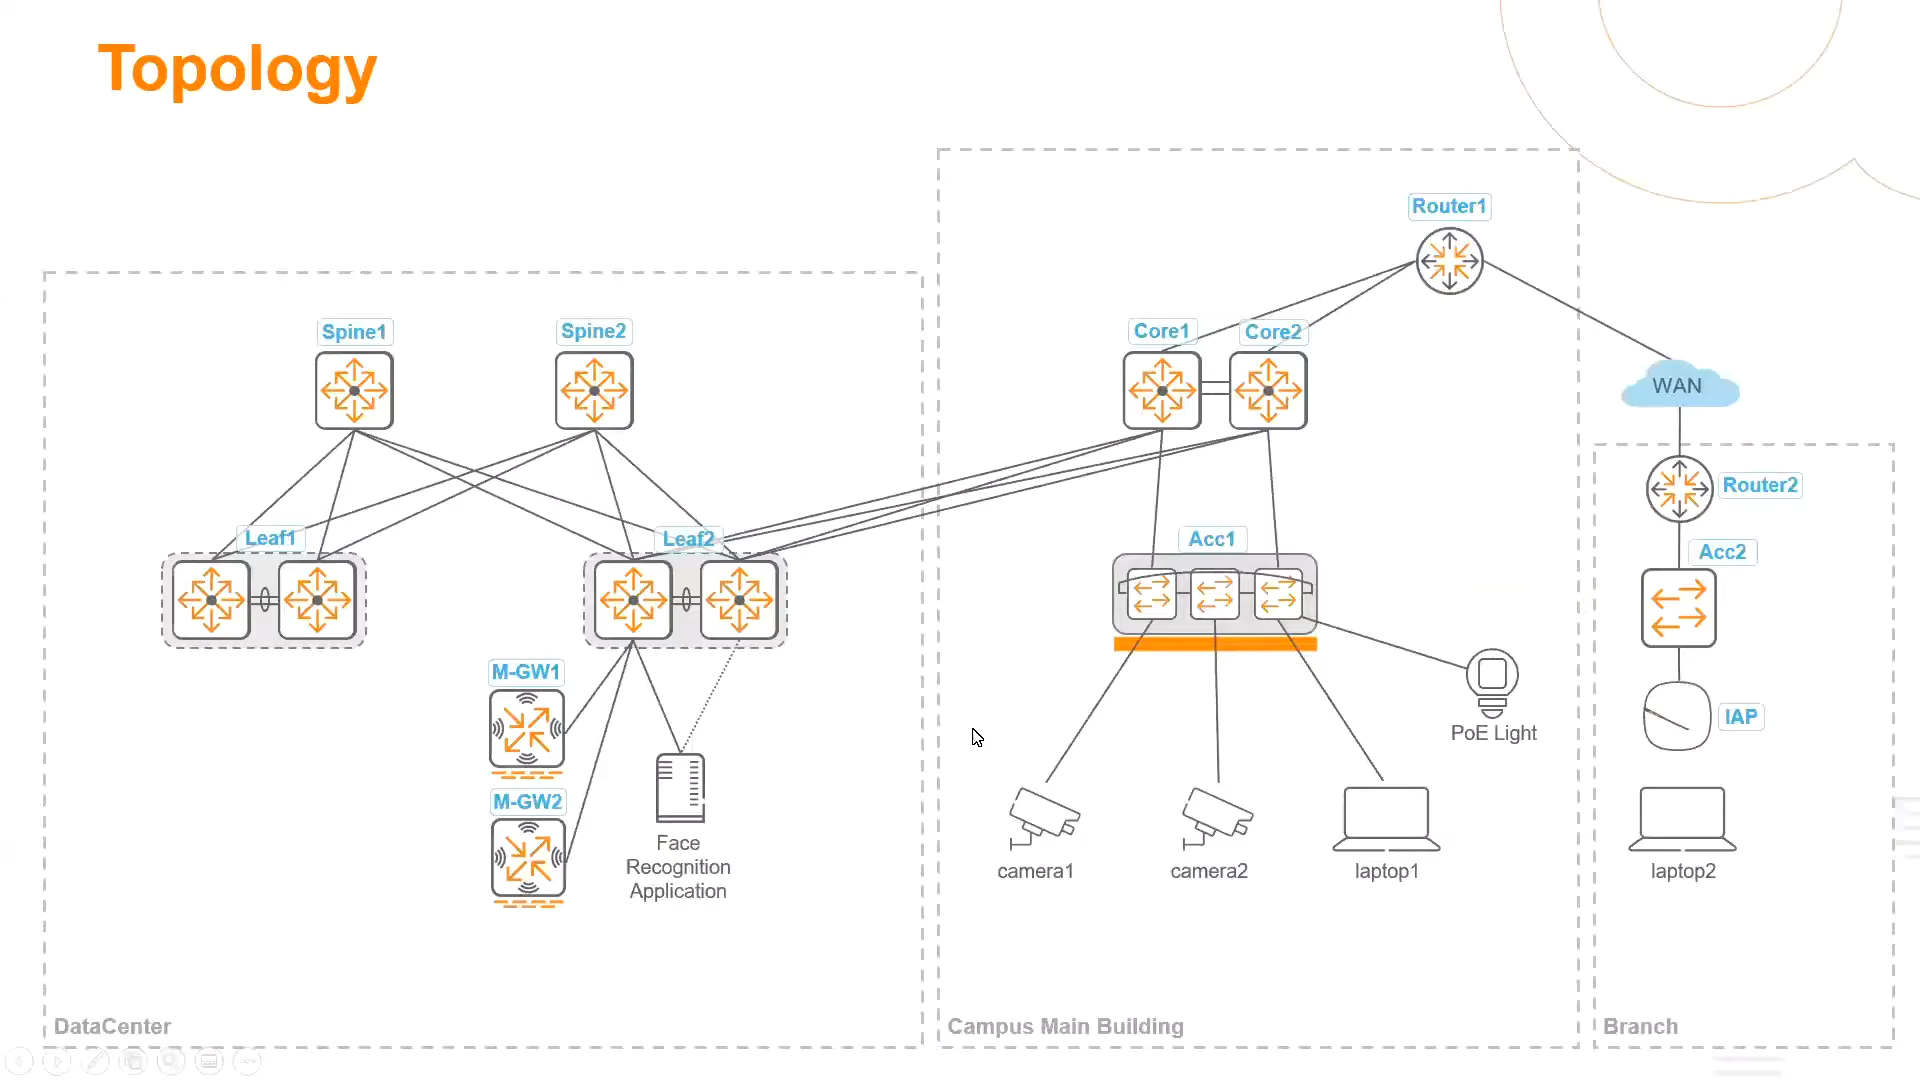 Topology
Router1
Spine1
Spine2
Core1
Core2
WAN
Router2
Leaf1
Leaf2
Acc1
Acc2
M-GW1
IAP
PoE Light
M-GW2
Face
Recognition
Application
camera1
camera2
laptop1
laptop2
DataCenter
Campus Main Building
Branch